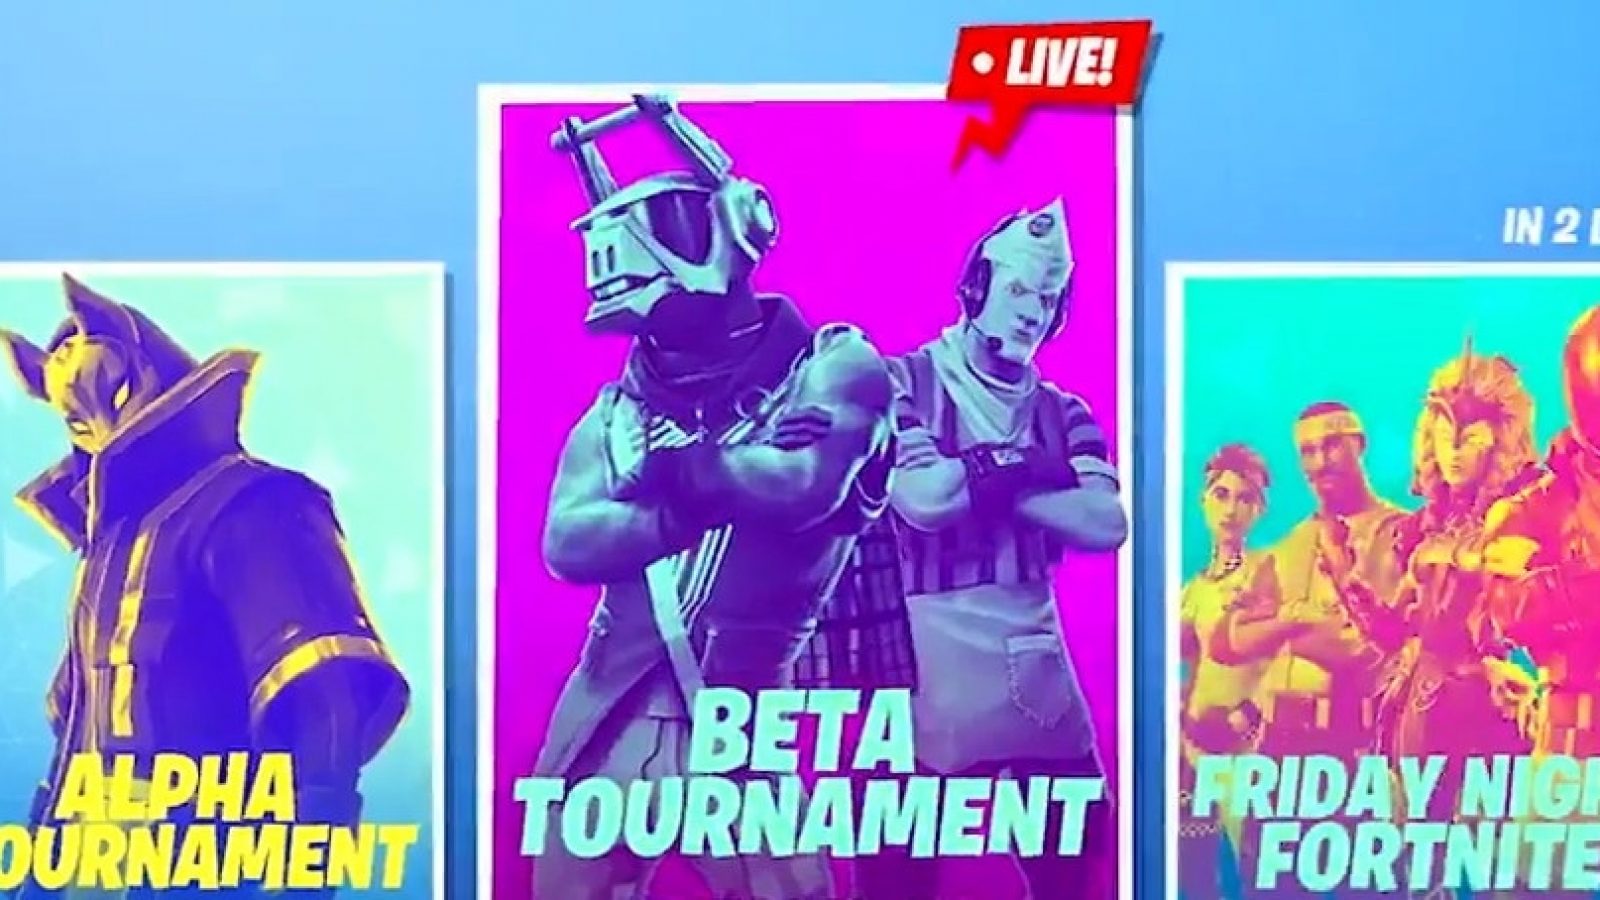 LIVE!
IN 2
ALPHA
OURNAMENT
BETA
TOURNAMENT
FRIDAY NIG
FORTNITE